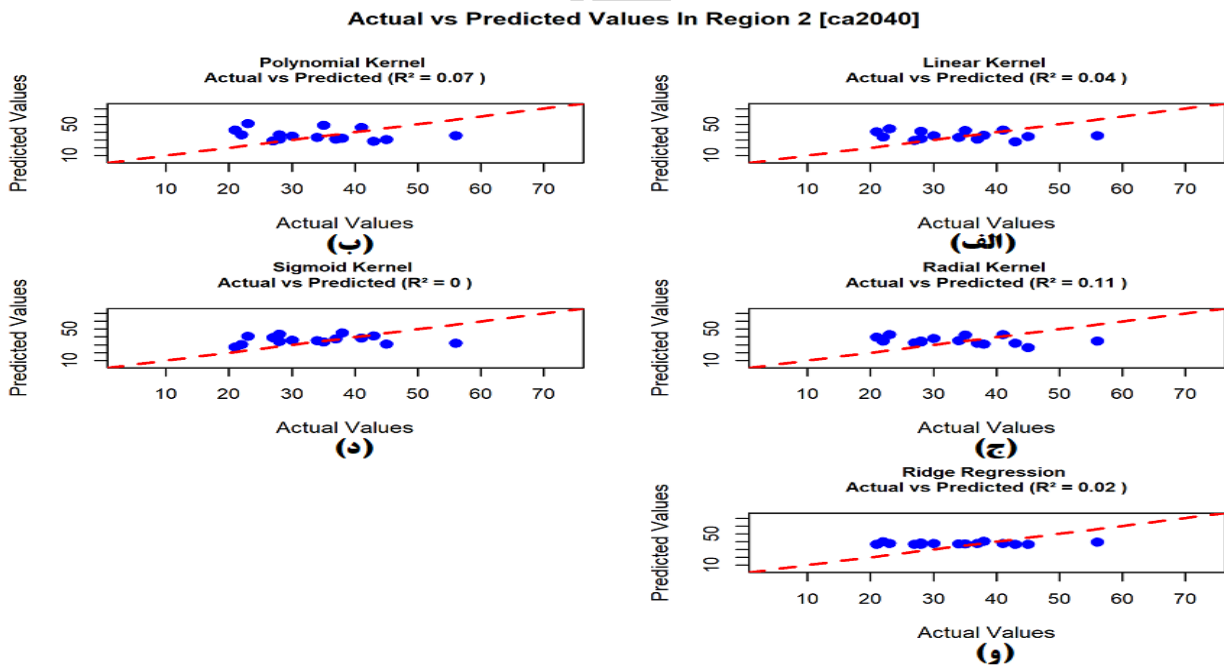 Actual vs Predicted Values In Region 2 [ca2040]
Polynomial Kernel
Actual vs Predicted (R² = 0.07 )
Predicted Values
50
10
10 20 30 40 50 60 70
Actual Values
(ب)
Linear Kernel
Actual vs Predicted (R² = 0.04 )
Predicted Values
50
10
10 20 30 40 50 60 70
Actual Values
(الف)
Sigmoid Kernel
Actual vs Predicted (R² = 0 )
Predicted Values
50
10
10 20 30 40 50 60 70
Actual Values
(د)
Radial Kernel
Actual vs Predicted (R² = 0.11 )
Predicted Values
50
10
10 20 30 40 50 60 70
Actual Values
(ج)
Ridge Regression
Actual vs Predicted (R² = 0.02 )
Predicted Values
50
10
10 20 30 40 50 60 70
Actual Values
(و)